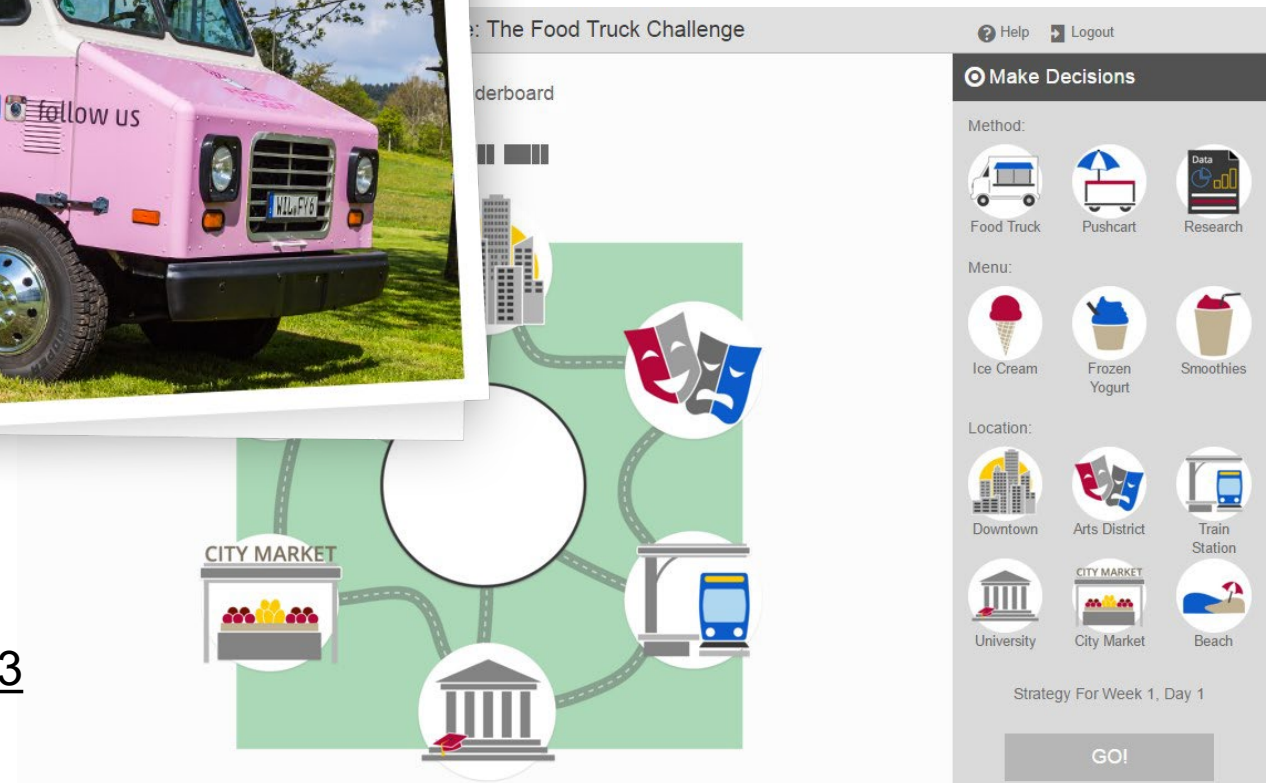 : The Food Truck Challenge
Help
Logout
follow us
derboard
WIL FY6
CITY MARKET
3
Make Decisions
Method:
Data
Food Truck
Pushcart
Research
Menu:
Ice Cream
Frozen
Yogurt
Smoothies
Location:
Downtown
Arts District
Train
Station
CITY MARKET
University
City Market
Beach
Strategy For Week 1, Day 1
GO!